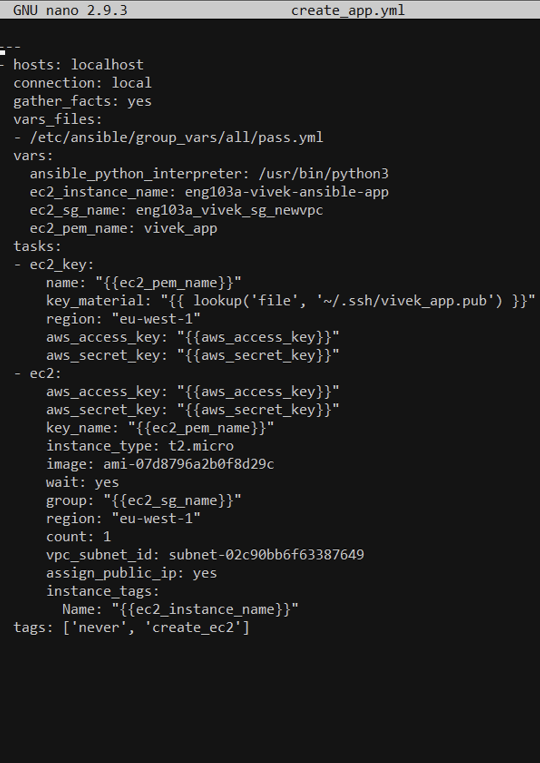 GNU nano 2.9.3 create_app.yml
---
- hosts: localhost
  connection: local
  gather_facts: yes
  vars_files:
  - /etc/ansible/group_vars/all/pass.yml
  vars:
    ansible_python_interpreter: /usr/bin/python3
    ec2_instance_name: eng103a-vivek-ansible-app
    ec2_sg_name: eng103a_vivek_sg_newvpc
    ec2_pem_name: vivek_app
  tasks:
  - ec2_key:
      name: "{{ec2_pem_name}}"
      key_material: "{{ lookup('file', '~/.ssh/vivek_app.pub') }}"
      region: "eu-west-1"
      aws_access_key: "{{aws_access_key}}"
      aws_secret_key: "{{aws_secret_key}}"
  - ec2:
      aws_access_key: "{{aws_access_key}}"
      aws_secret_key: "{{aws_secret_key}}"
      key_name: "{{ec2_pem_name}}"
      instance_type: t2.micro
      image: ami-07d8796a2b0f8d29c
      wait: yes
      group: "{{ec2_sg_name}}"
      region: "eu-west-1"
      count: 1
      vpc_subnet_id: subnet-02c90bb6f63387649
      assign_public_ip: yes
      instance_tags:
        Name: "{{ec2_instance_name}}"
  tags: ['never', 'create_ec2']